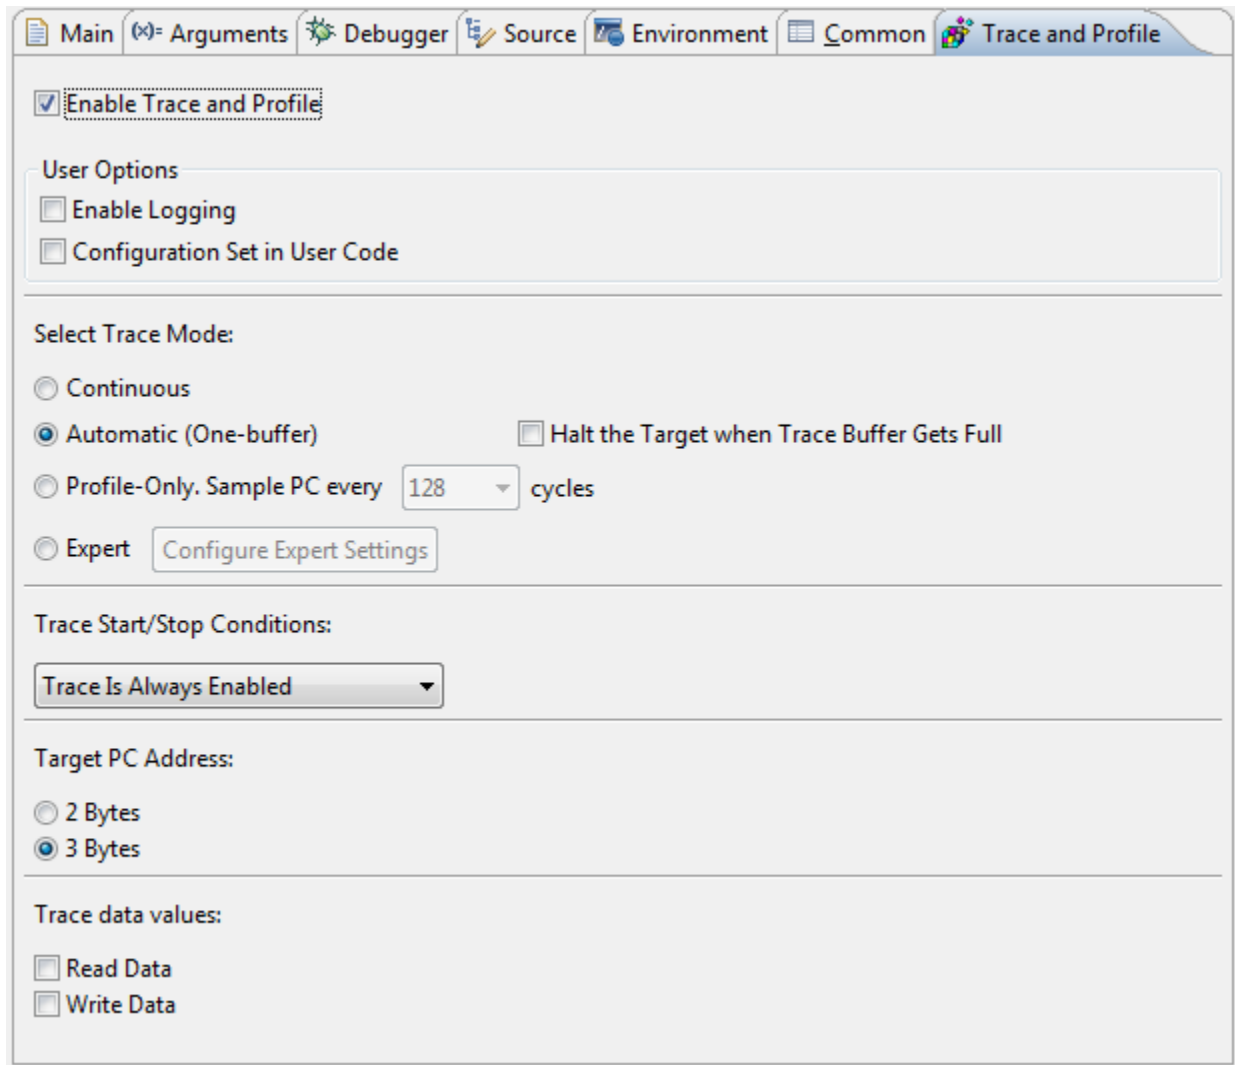 Main (x)= Arguments Debugger Source Environment Common Trace and Profile
Enable Trace and Profile
User Options
Enable Logging
Configuration Set in User Code
Select Trace Mode:
Continuous
Automatic (One-buffer) Halt the Target when Trace Buffer Gets Full
Profile-Only. Sample PC every 128 cycles
Expert Configure Expert Settings
Trace Start/Stop Conditions:
Trace Is Always Enabled
Target PC Address:
2 Bytes
3 Bytes
Trace data values:
Read Data
Write Data